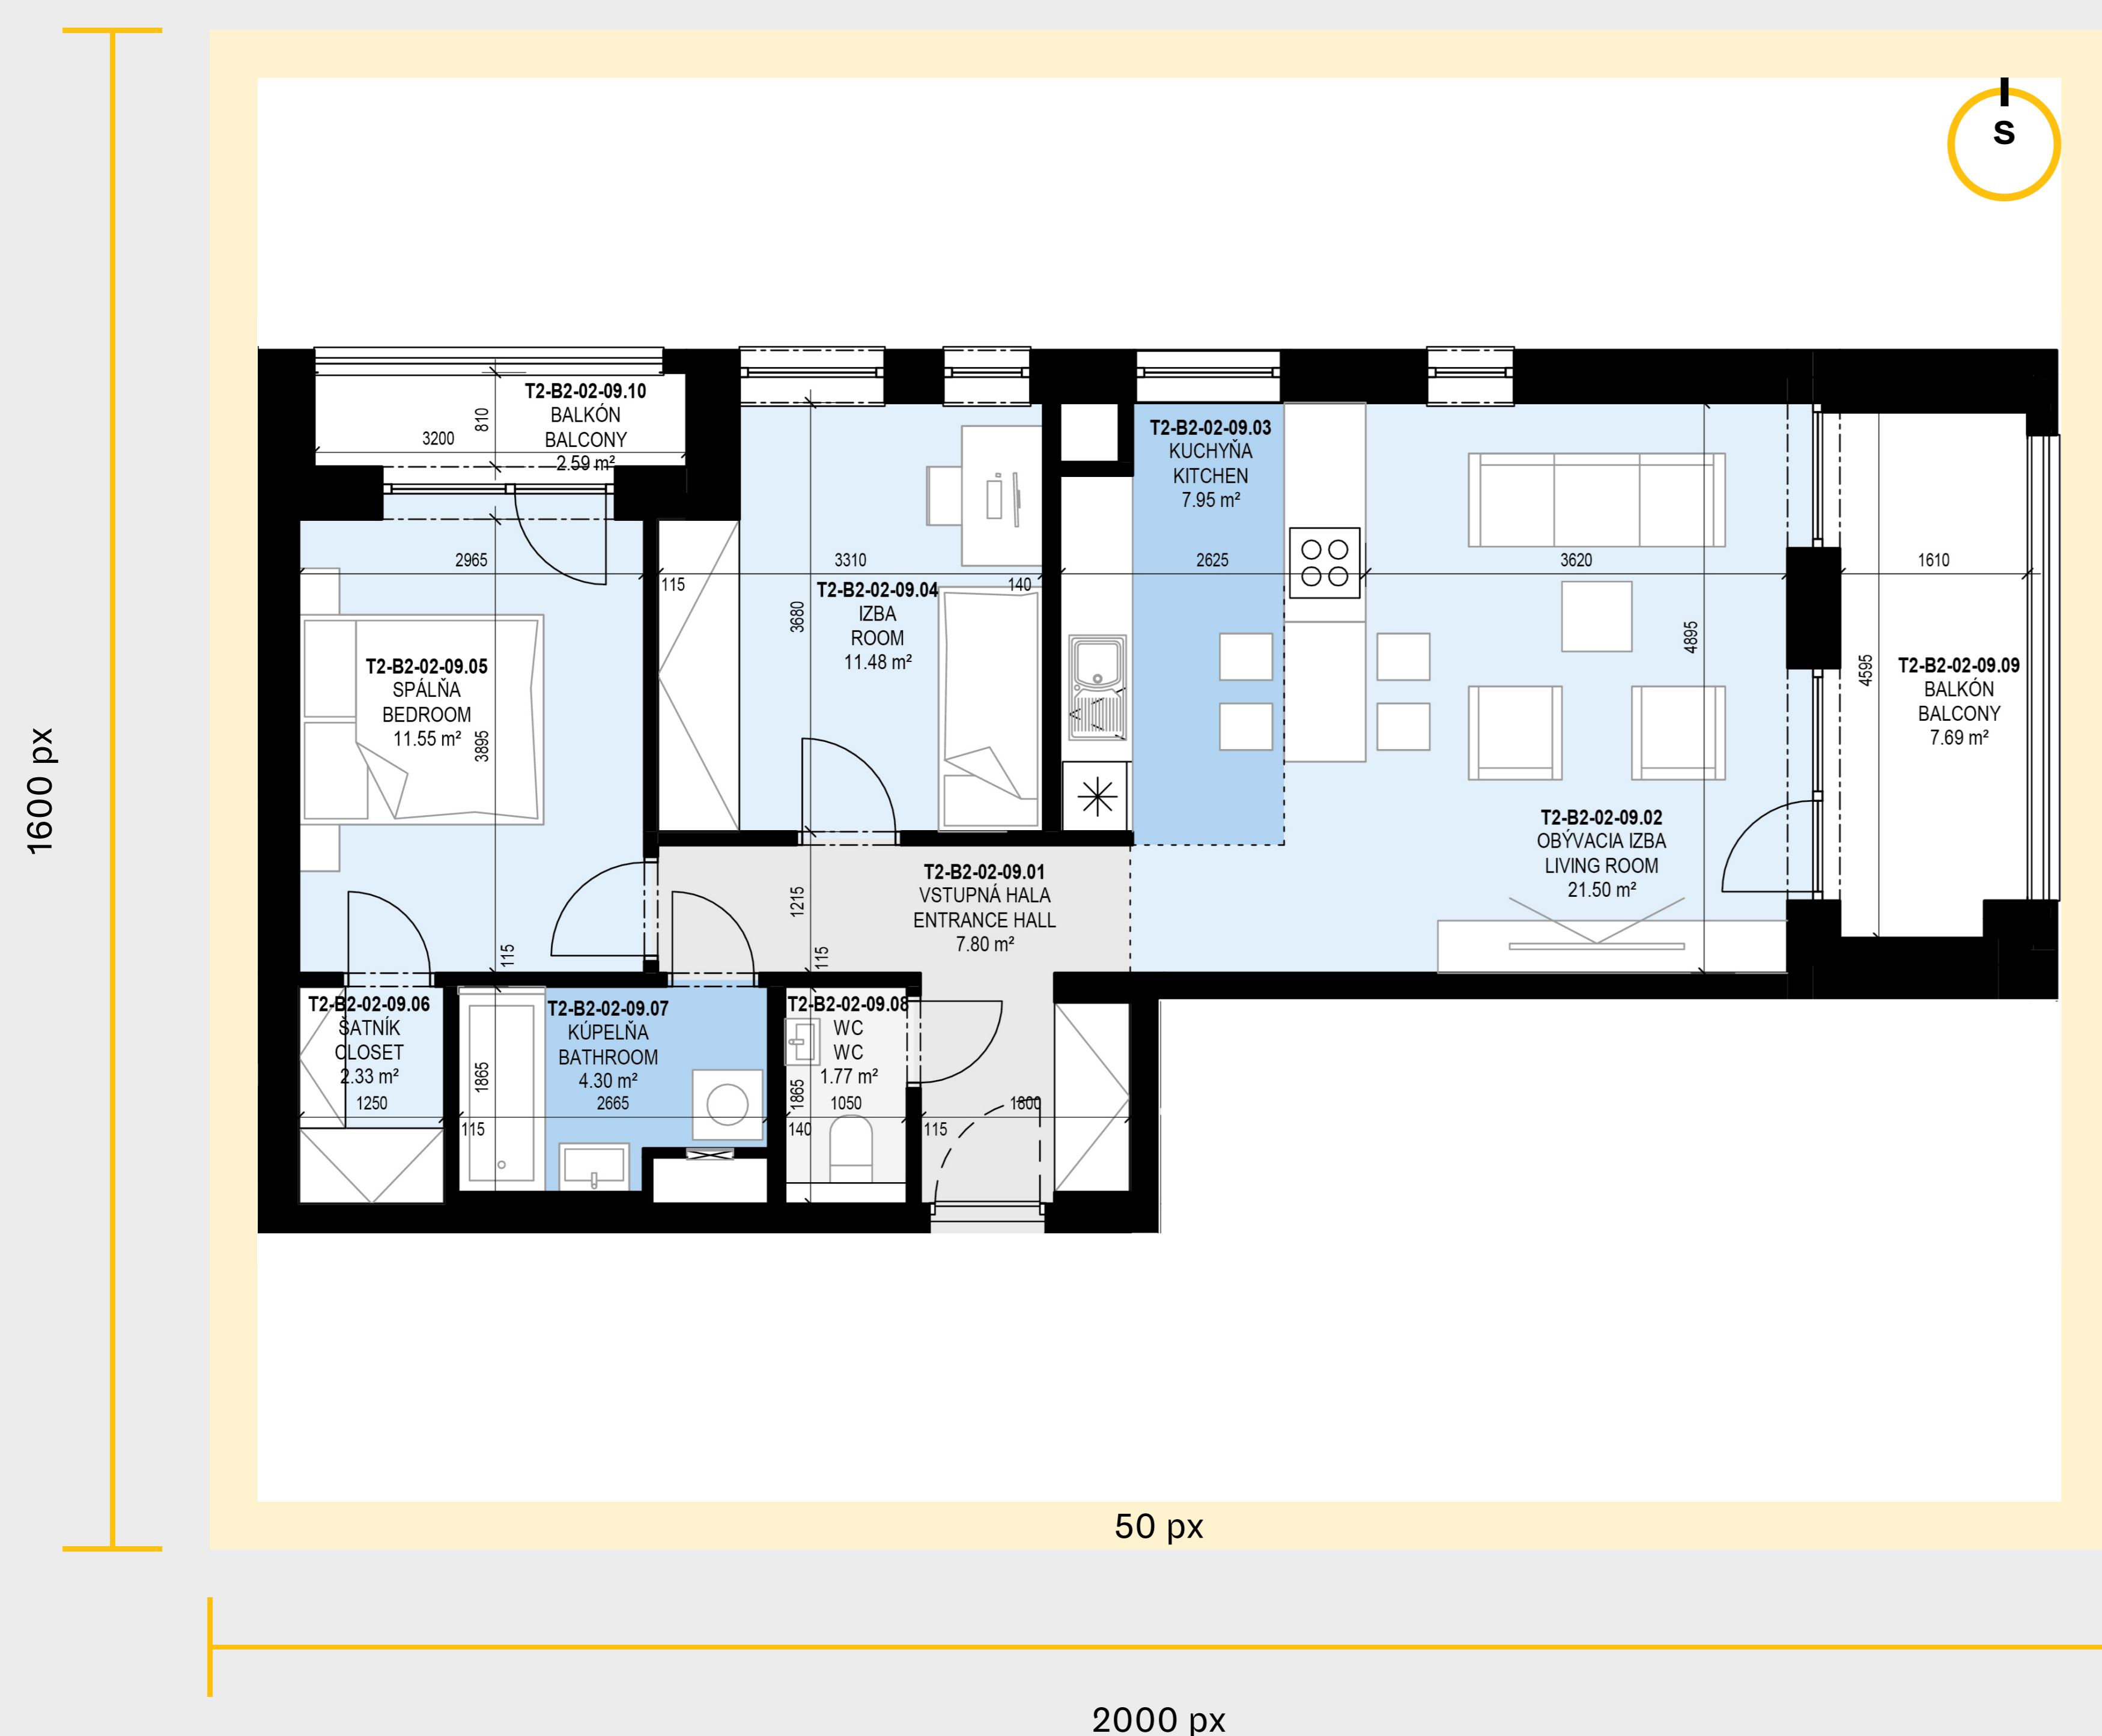 S
T2-B2-02-09.10
BALKÓN
BALCONY
2.59 m²
3200
810
T2-B2-02-09.03
KUCHYŇA
KITCHEN
7.95 m²
2965
115
3310
140
2625
3620
1610
T2-B2-02-09.04
IZBA
ROOM
11.48 m²
3680
4895
4595
T2-B2-02-09.05
SPÁLŇA
BEDROOM
11.55 m²
3895
T2-B2-02-09.09
BALKÓN
BALCONY
7.69 m²
T2-B2-02-09.02
OBÝVACIA IZBA
LIVING ROOM
21.50 m²
T2-B2-02-09.01
VSTUPNÁ HALA
ENTRANCE HALL
7.80 m²
1215
115
115
T2-B2-02-09.06
ŠATNÍK
CLOSET
2.33 m²
1250
T2-B2-02-09.07
KÚPELŇA
BATHROOM
4.30 m²
2665
1865
115
T2-B2-02-09.08
WC
WC
1.77 m²
1050
1865
140
1800
115
1600 px
50 px
2000 px